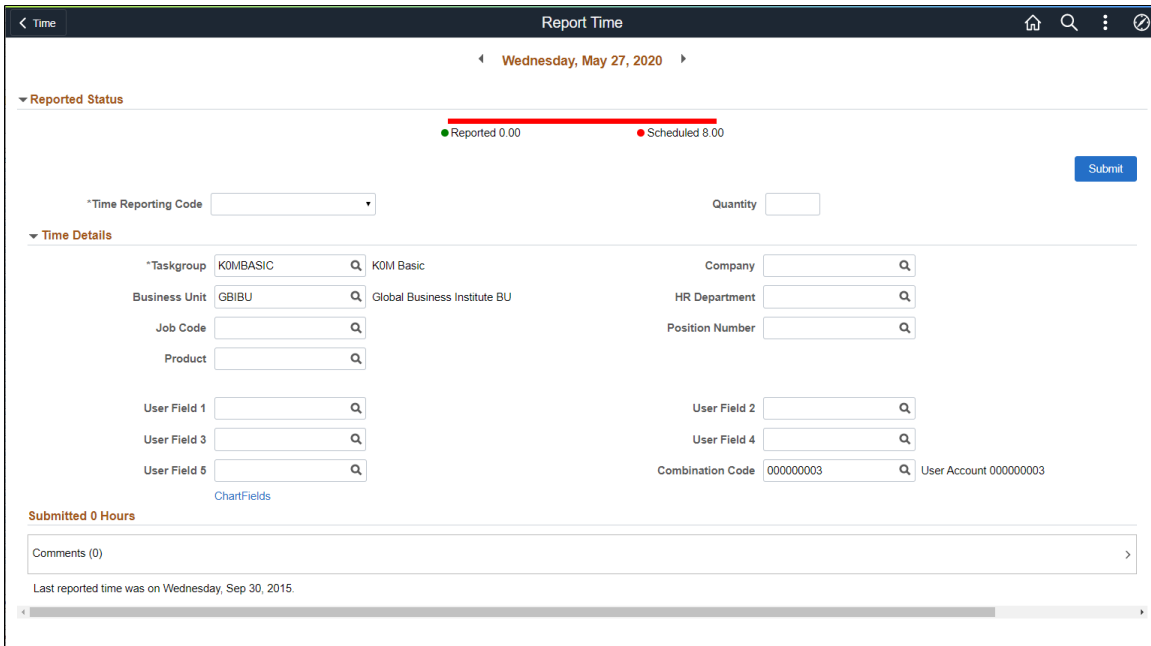 Time
Report Time
Wednesday, May 27, 2020
Reported Status
Reported 0.00 Scheduled 8.00
Submit
*Time Reporting Code Quantity
Time Details
*Taskgroup K0MBASIC K0M Basic Company
Business Unit GBIBU Global Business Institute BU HR Department
Job Code Position Number
Product
User Field 1 User Field 2
User Field 3 User Field 4
User Field 5 Combination Code 000000003 User Account 000000003
ChartFields
Submitted 0 Hours
Comments (0)
Last reported time was on Wednesday, Sep 30, 2015.